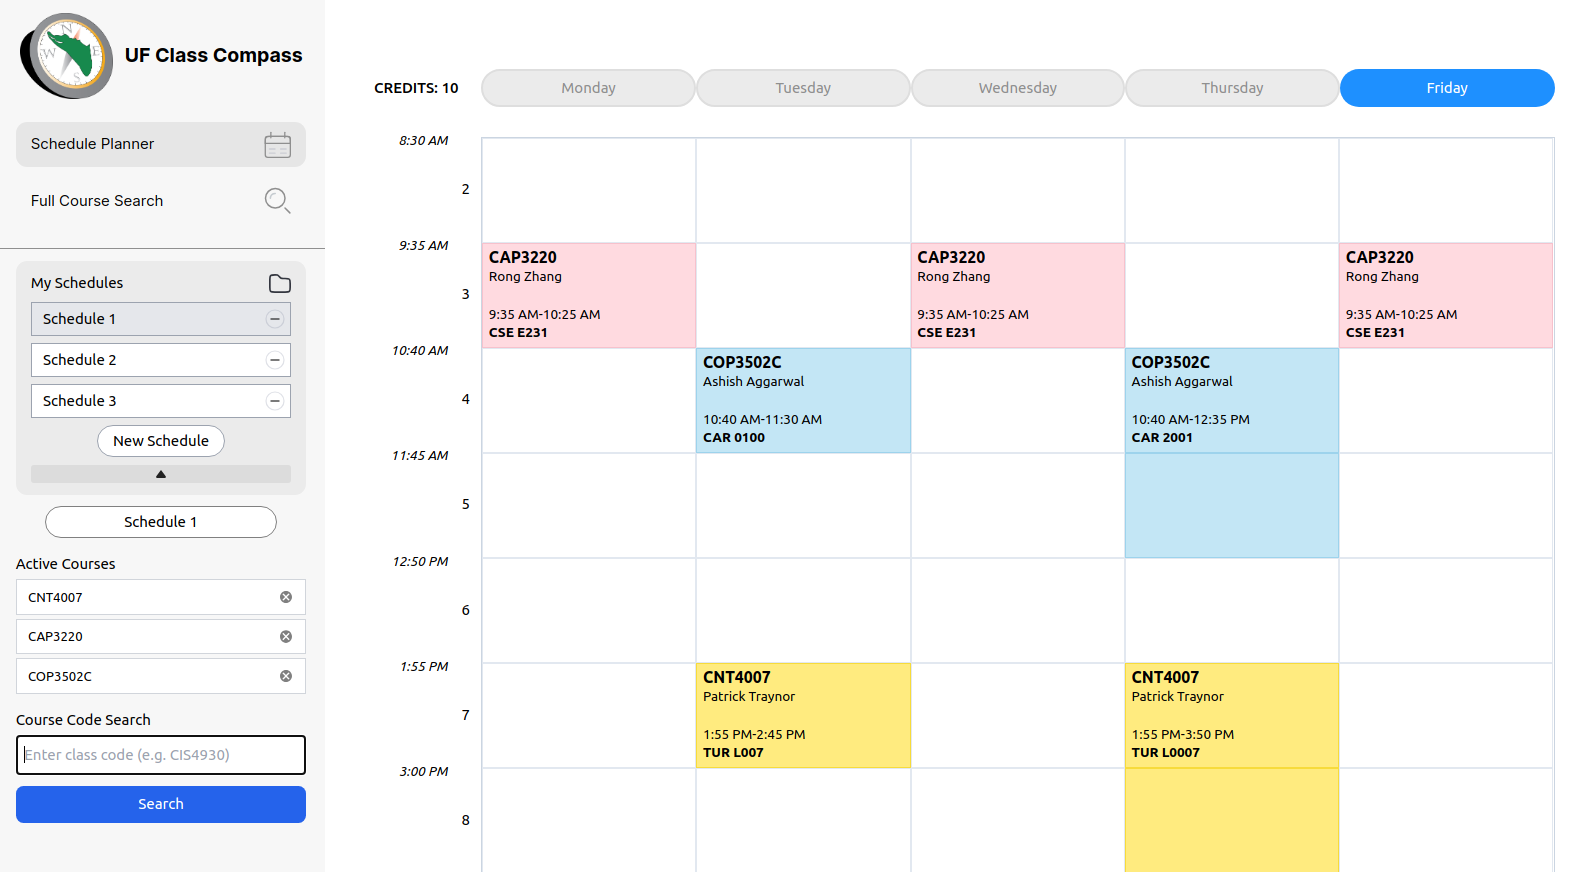 N
W
E
S
UF Class Compass
Schedule Planner
Full Course Search
My Schedules
Schedule 1
Schedule 2
Schedule 3
New Schedule
Schedule 1
Active Courses
CNT4007
CAP3220
COP3502C
Course Code Search
Enter class code (e.g. CIS4930)
Search
CREDITS: 10
Monday
Tuesday
Wednesday
Thursday
Friday
8:30 AM
2
9:35 AM
3
CAP3220
Rong Zhang
9:35 AM-10:25 AM
CSE E231
CAP3220
Rong Zhang
9:35 AM-10:25 AM
CSE E231
CAP3220
Rong Zhang
9:35 AM-10:25 AM
CSE E231
10:40 AM
4
COP3502C
Ashish Aggarwal
10:40 AM-11:30 AM
CAR 0100
COP3502C
Ashish Aggarwal
10:40 AM-12:35 PM
CAR 2001
11:45 AM
5
12:50 PM
6
1:55 PM
7
CNT4007
Patrick Traynor
1:55 PM-2:45 PM
TUR L007
CNT4007
Patrick Traynor
1:55 PM-3:50 PM
TUR L0007
3:00 PM
8